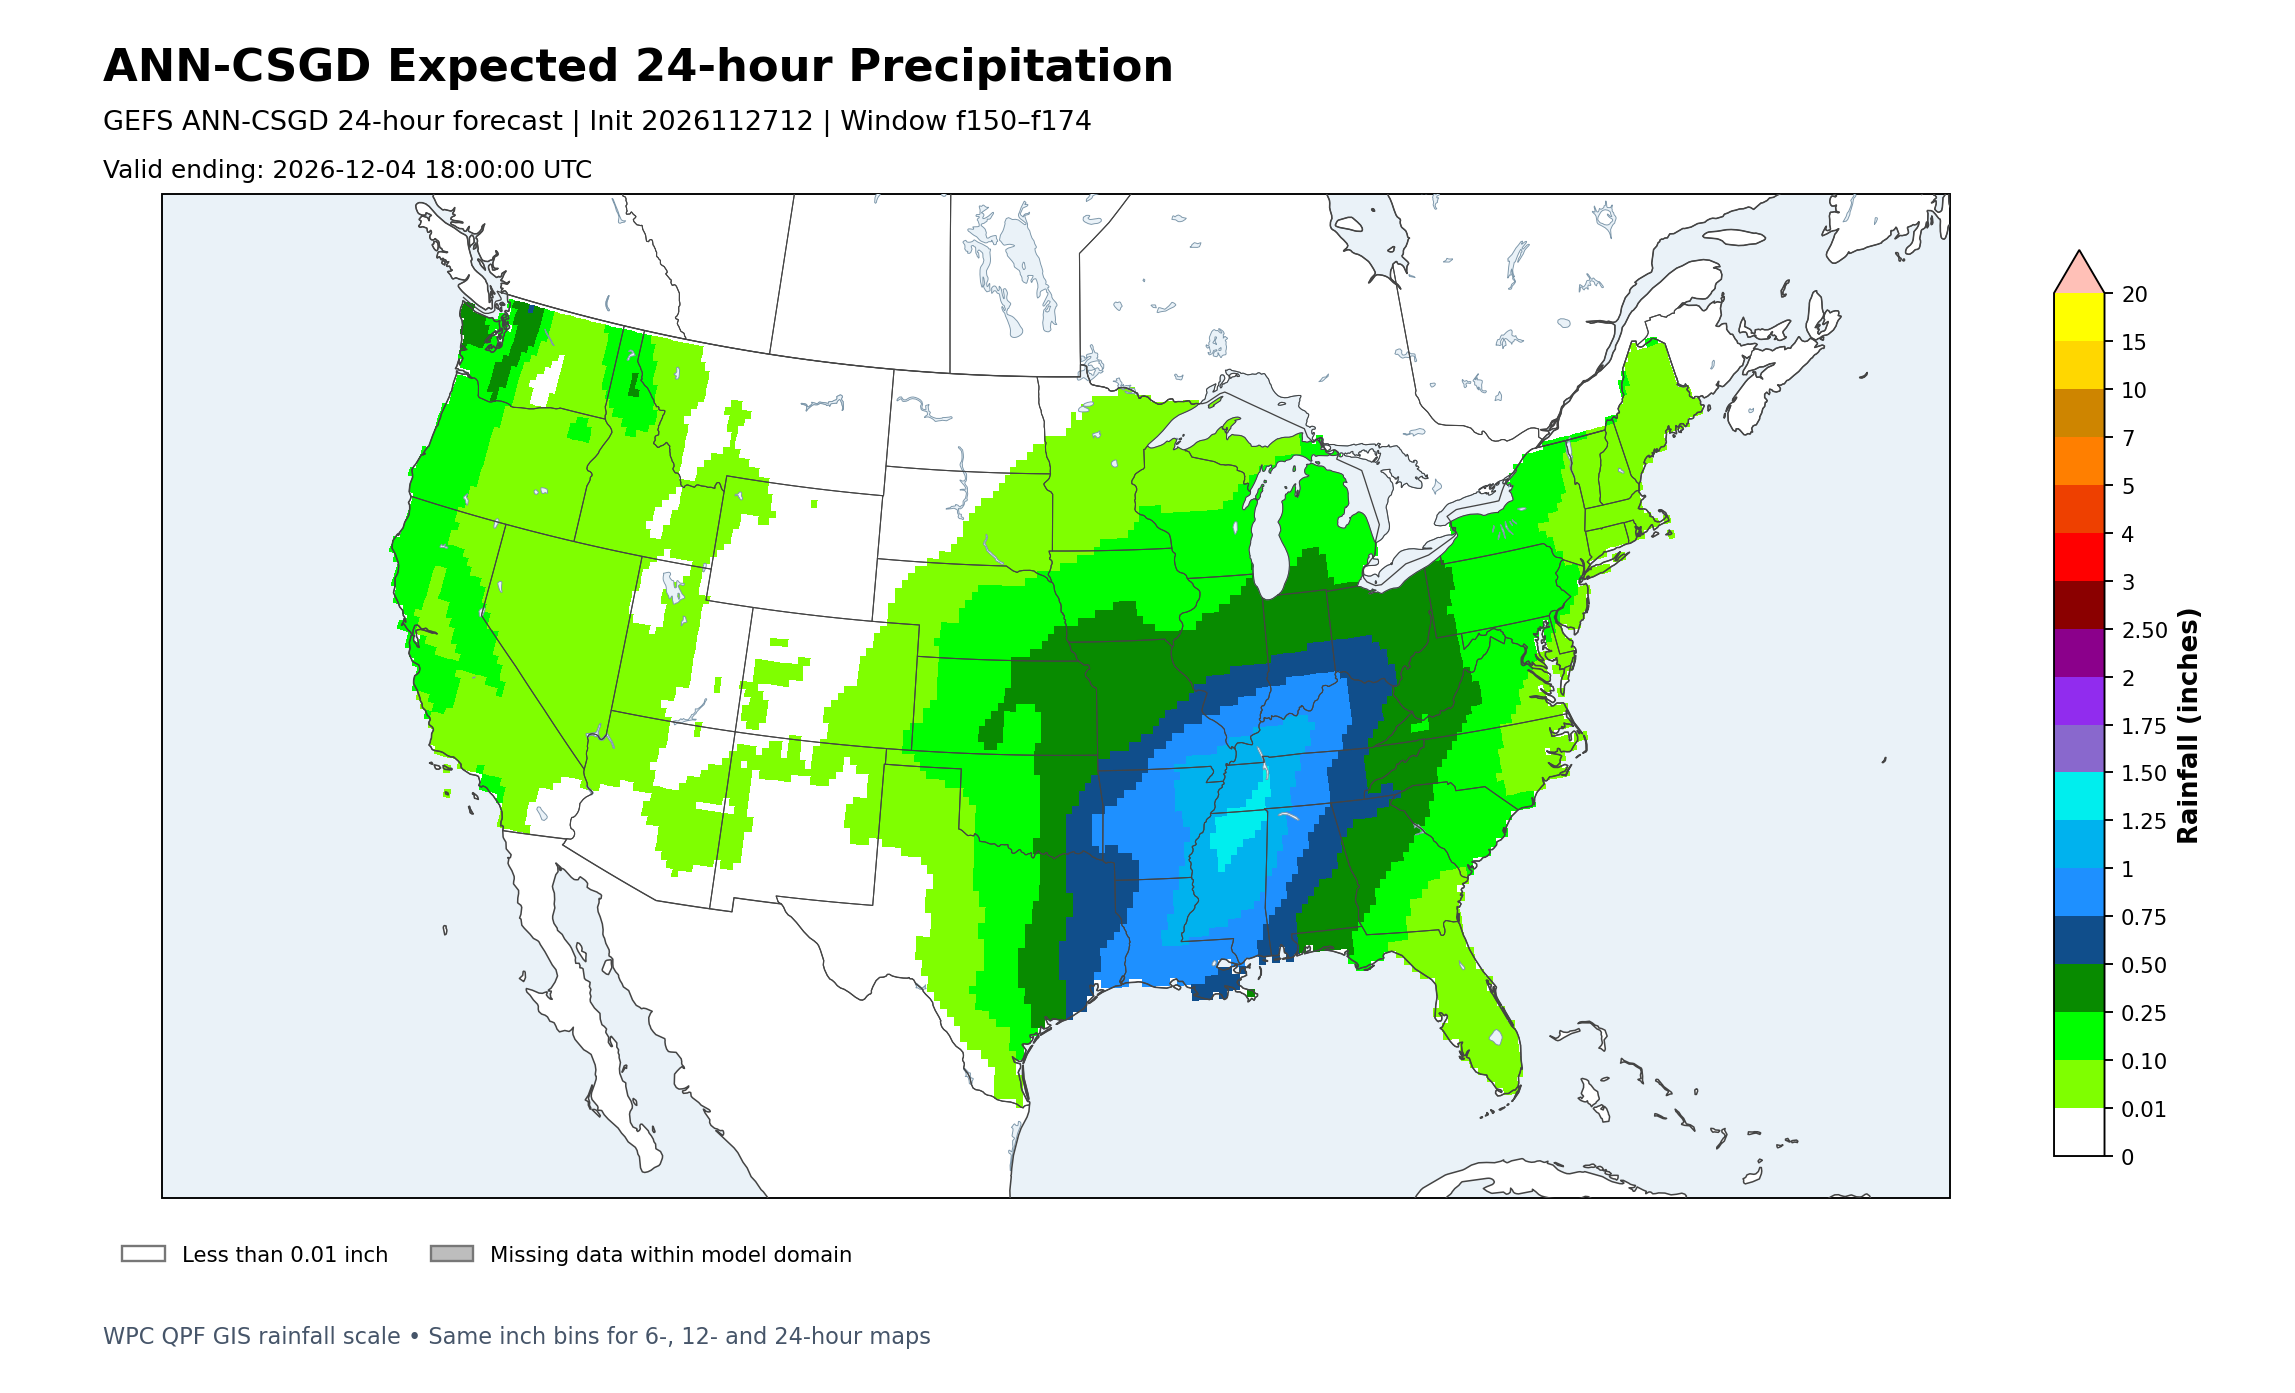 ANN-CSGD Expected 24-hour Precipitation
GEFS ANN-CSGD 24-hour forecast | Init 2026112712 | Window f150–f174
Valid ending: 2026-12-04 18:00:00 UTC
20
15
10
7
5
4
3
2.50
2
1.75
1.50
1.25
1
0.75
0.50
0.25
0.10
0.01
0
Rainfall (inches)
Less than 0.01 inch
Missing data within model domain
WPC QPF GIS rainfall scale • Same inch bins for 6-, 12- and 24-hour maps